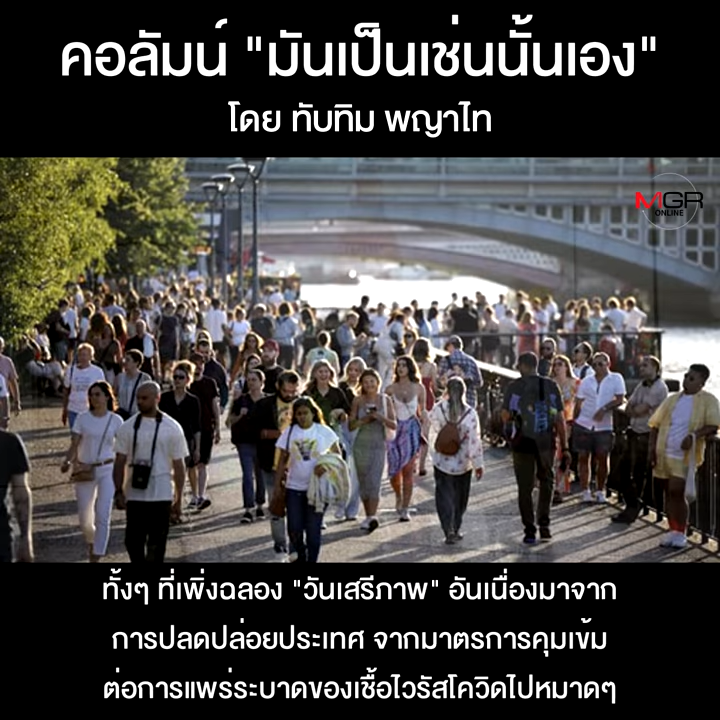 คอลัมน์ "มันเป็นเช่นนั้นเอง"
โดย ทับทิม พญาไท
MGR
ONLINE
ทั้งๆ ที่เพิ่งฉลอง "วันเสรีภาพ" อันเนื่องมาจาก
การปลดปล่อยประเทศ จากมาตรการคุมเข้ม
ต่อการแพร่ระบาดของเชื้อไวรัสโควิดไปหมาดๆ